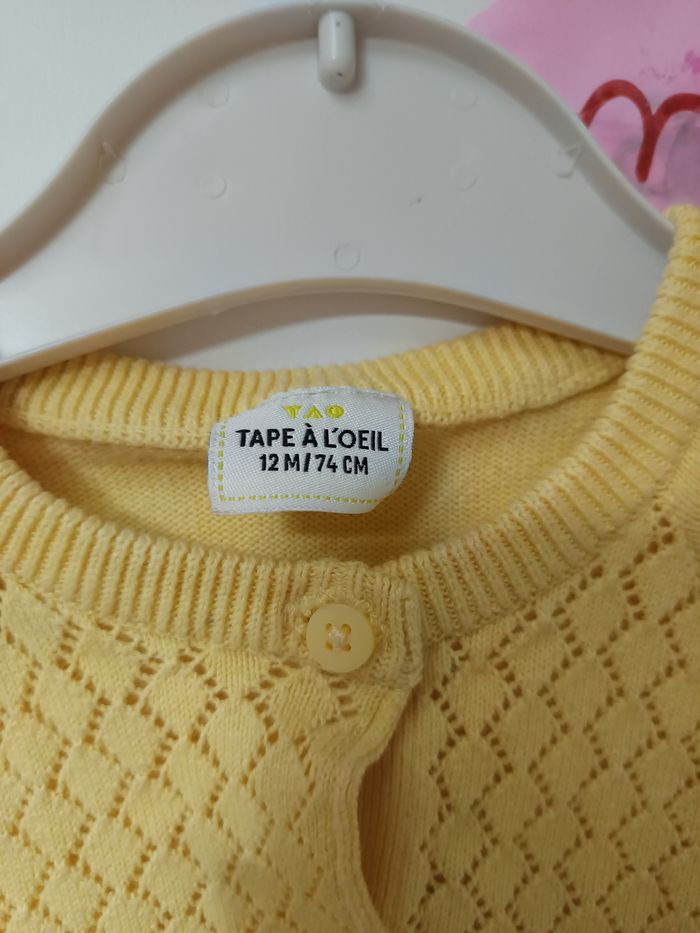 TAO
TAPE À L'OEIL
12 M/74 CM